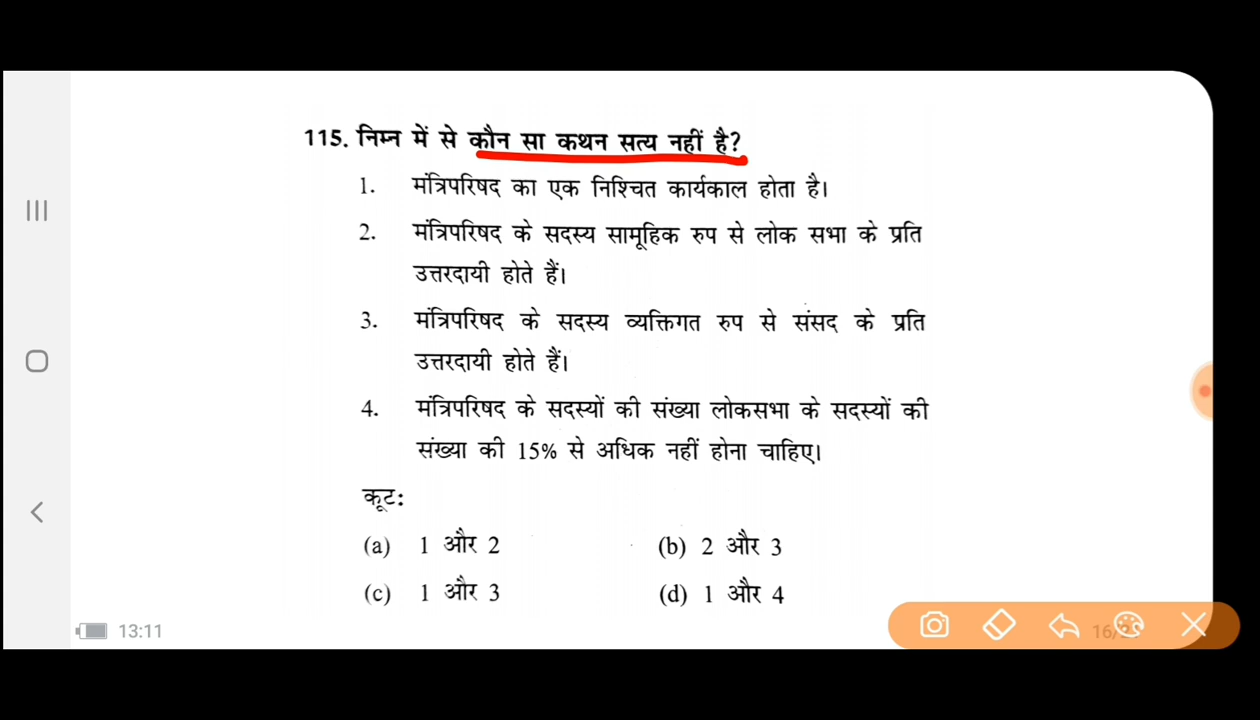 115. निम्न में से कौन सा कथन सत्य नहीं है?
1. मंत्रिपरिषद का एक निश्चित कार्यकाल होता है।
2. मंत्रिपरिषद के सदस्य सामूहिक रुप से लोक सभा के प्रति
उत्तरदायी होते हैं।
3. मंत्रिपरिषद के सदस्य व्यक्तिगत रुप से संसद के प्रति
उत्तरदायी होते हैं।
4. मंत्रिपरिषद के सदस्यों की संख्या लोकसभा के सदस्यों की
संख्या की 15% से अधिक नहीं होना चाहिए।
कूटः
(a) 1 और 2 (b) 2 और 3
(c) 1 और 3 (d) 1 और 4
13:11